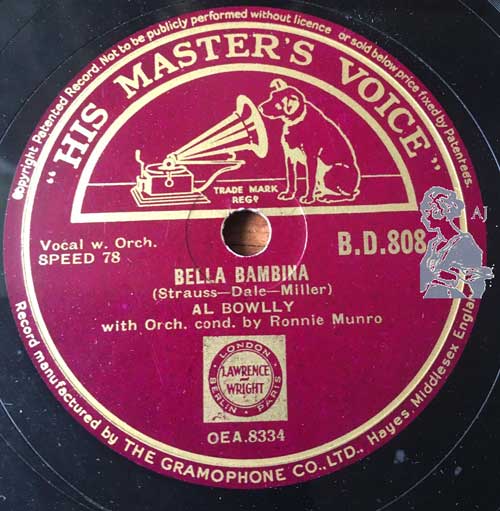 Copyright Patented Record. Not to be publicly performed without licence or sold below price fixed by Patentees.
"HIS MASTER'S VOICE"
TRADE MARK
REGD
Vocal w. Orch.
SPEED 78
B.D.808
BELLA BAMBINA
(Strauss—Dale—Miller)
AL BOWLLY
with Orch. cond. by Ronnie Munro
LONDON
LAWRENCE
WRIGHT
BERLIN PARIS
OEA.8334
Record manufactured by THE GRAMOPHONE CO., LTD., Hayes, Middlesex Engle
AJ